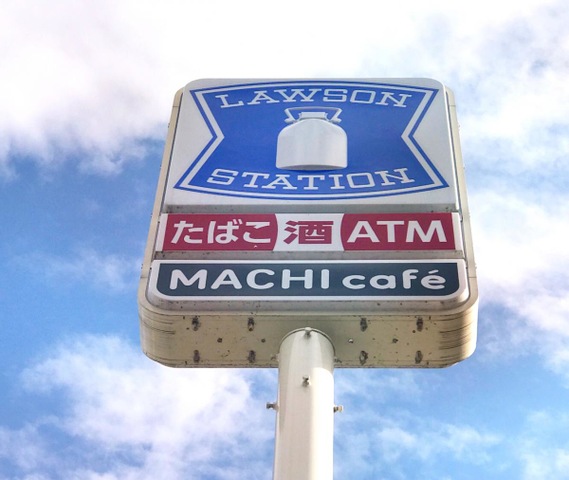 LAWSON
STATION
たばこ 酒 ATM
MACHI café